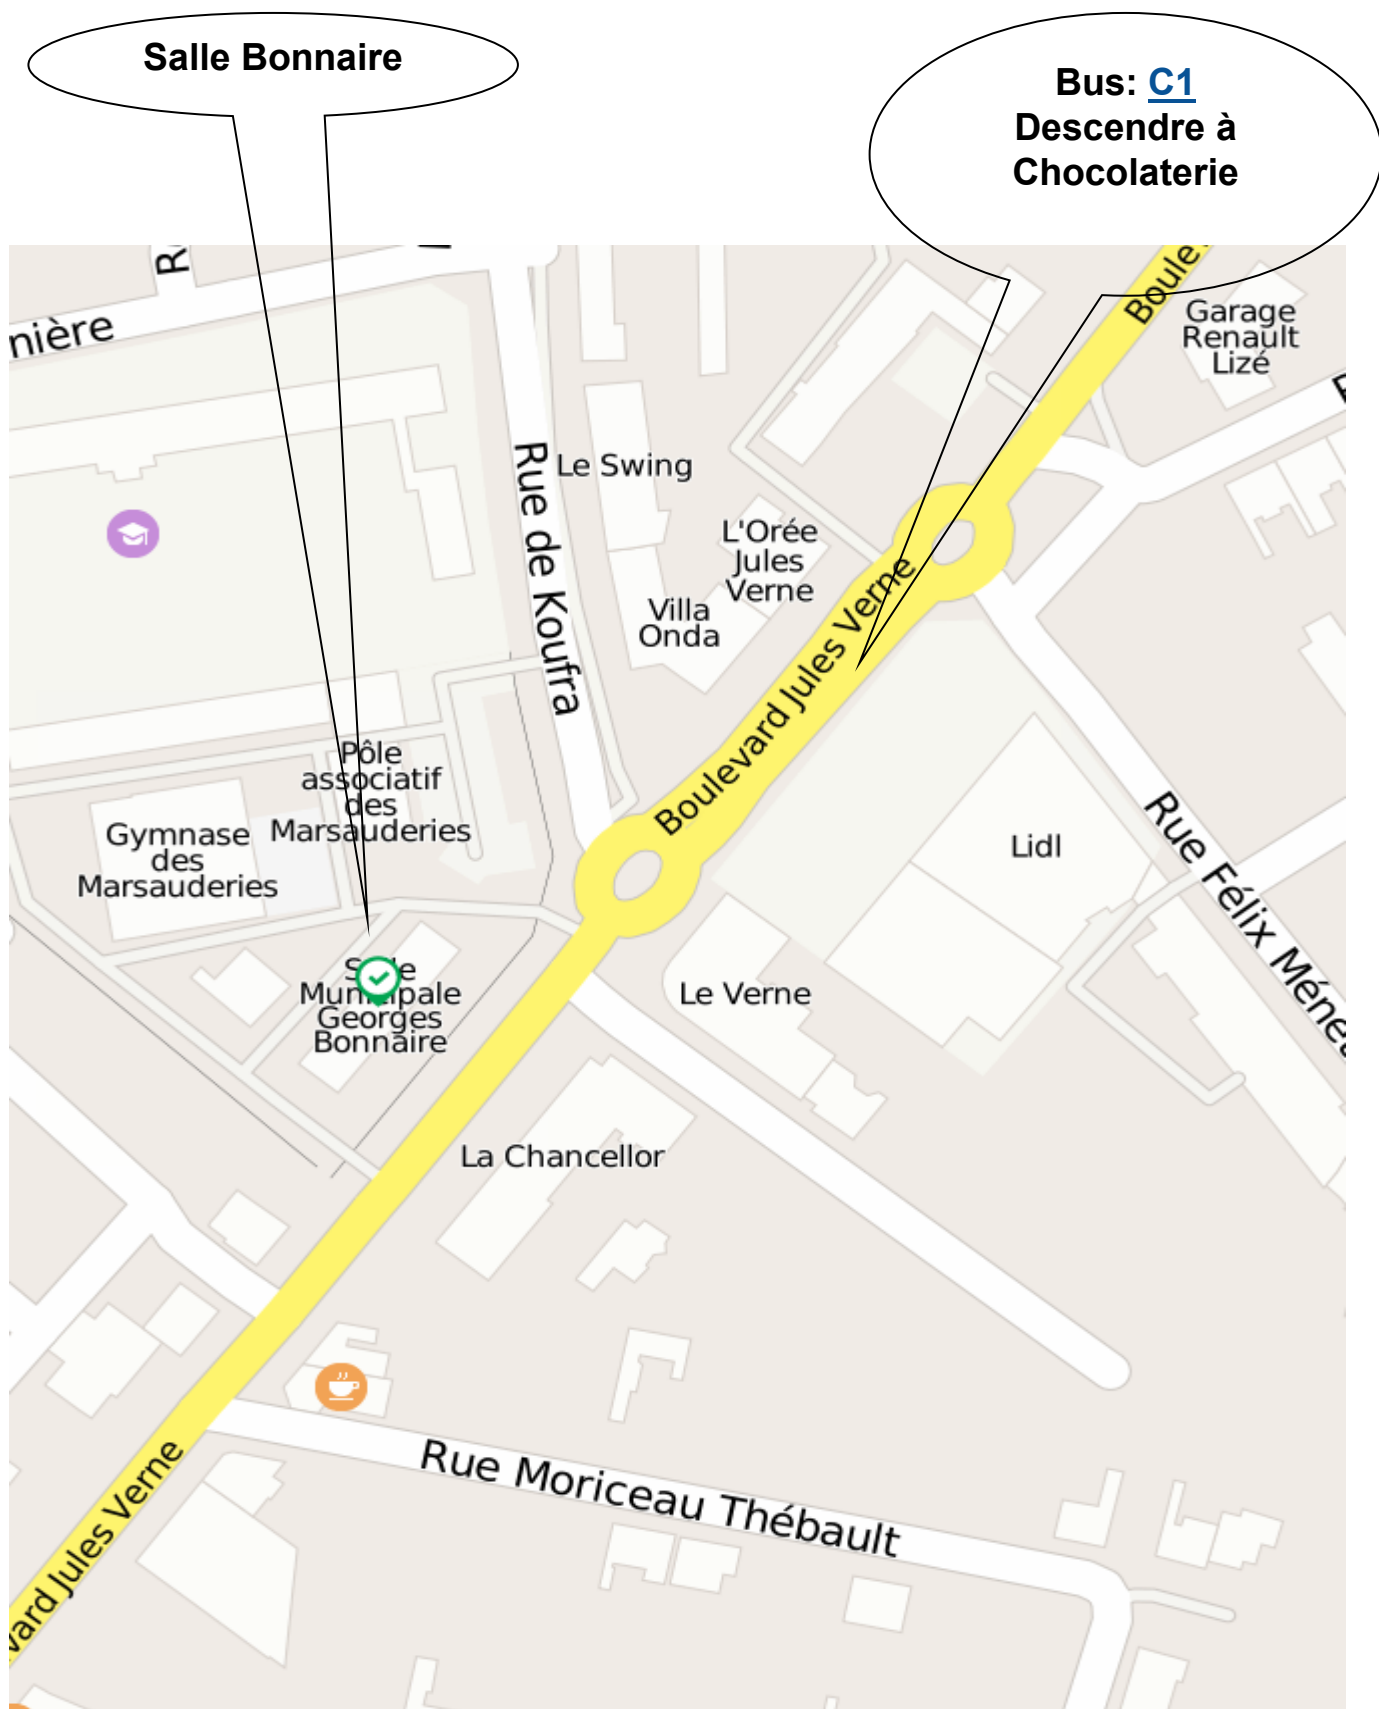 Salle Bonnaire
Bus: C1
Descendre à
Chocolaterie
nière
Garage
Renault
Lizé
Rue de Koufra
Le Swing
L'Orée
Jules
Verne
Villa
Onda
Boulevard Jules Verne
Pôle
associatif
des
Marsauderies
Gymnase
des
Marsauderies
Lidl
Rue Félix Méne
Municipale
Georges
Bonnaire
Le Verne
La Chancellor
Rue Moriceau Thébault
vard Jules Verne